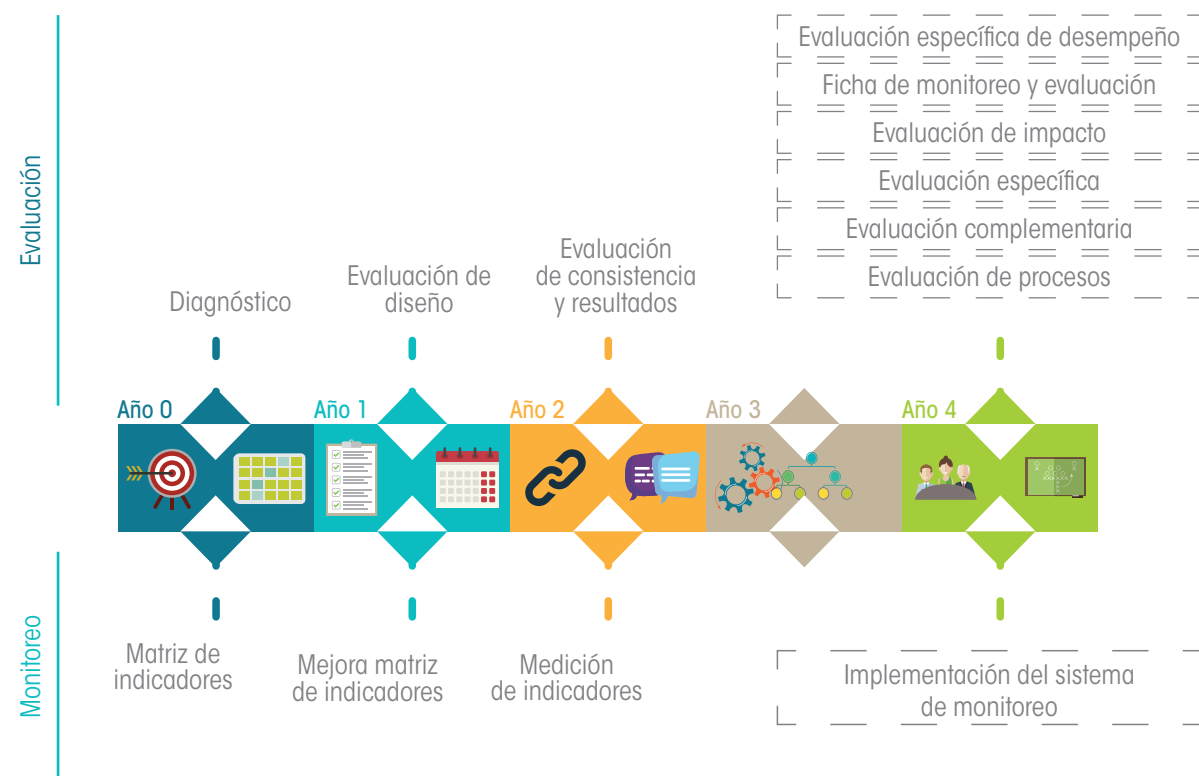 Evaluación
Evaluación específica de desempeño
Ficha de monitoreo y evaluación
Evaluación de impacto
Evaluación específica
Evaluación complementaria
Evaluación de procesos
Diagnóstico
Evaluación de
diseño
Evaluación
de consistencia
y resultados
Año 0
Año 1
Año 2
Año 3
Año 4
Monitoreo
Matriz de
indicadores
Mejora matriz
de indicadores
Medición
de indicadores
Implementación del sistema
de monitoreo